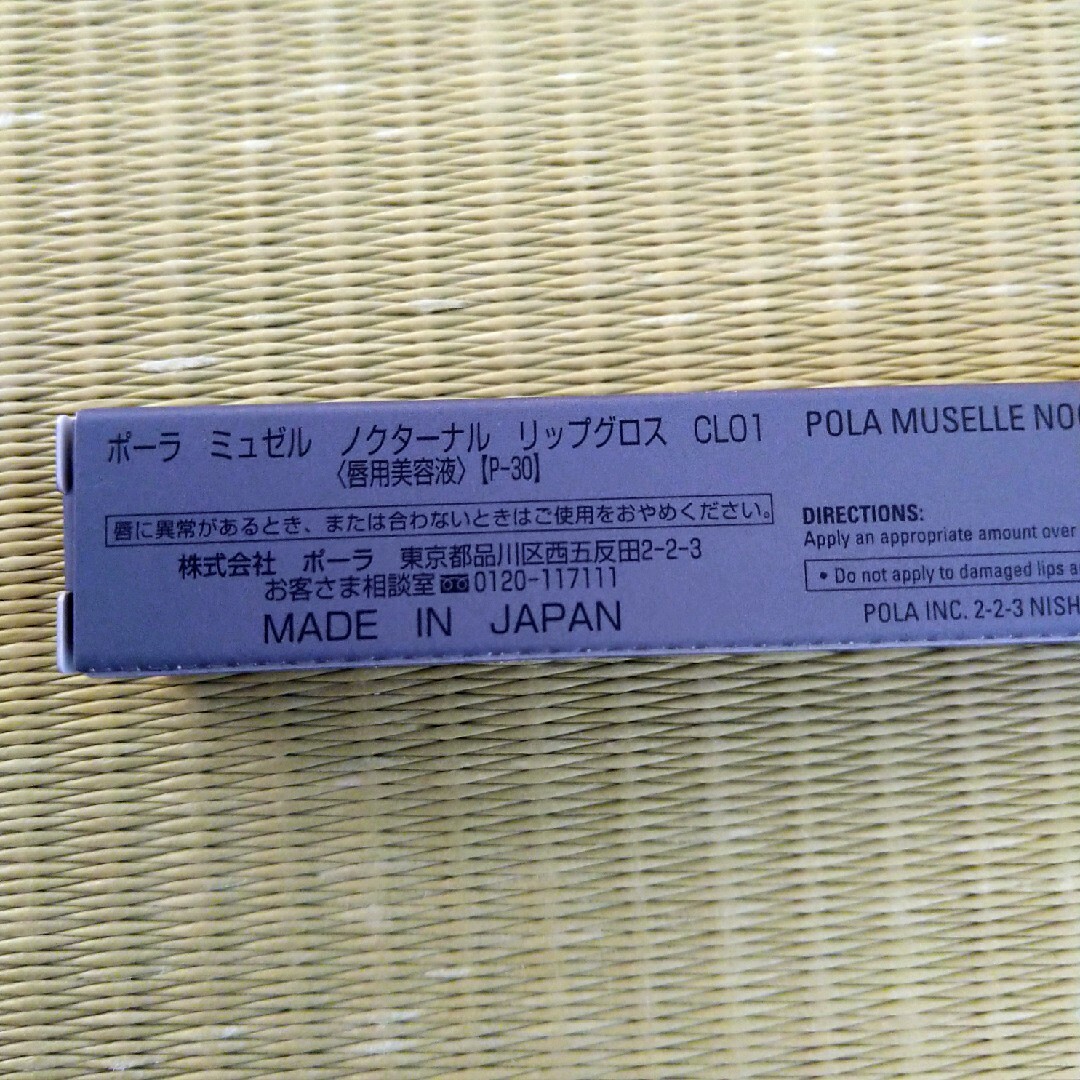 ポーラ ミュゼル ノクターナル リップグロス CL01
〈唇用美容液〉【P-30】
唇に異常があるとき、または合わないときはご使用をおやめください。
株式会社 ポーラ 東京都品川区西五反田2-2-3
お客さま相談室 0120-117111
MADE IN JAPAN
POLA MUSELLE NOC
DIRECTIONS:
Apply an appropriate amount over
• Do not apply to damaged lips a
POLA INC. 2-2-3 NISH